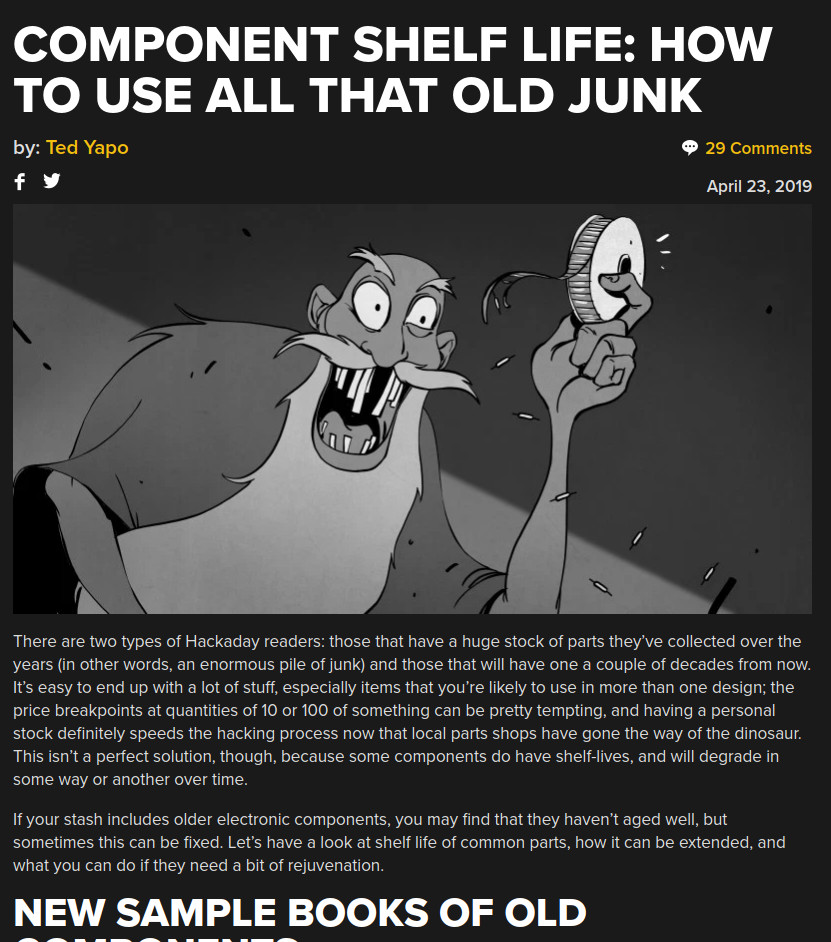 COMPONENT SHELF LIFE: HOW
TO USE ALL THAT OLD JUNK
by: Ted Yapo
29 Comments
April 23, 2019
There are two types of Hackaday readers: those that have a huge stock of parts they’ve collected over the
years (in other words, an enormous pile of junk) and those that will have one a couple of decades from now.
It’s easy to end up with a lot of stuff, especially items that you’re likely to use in more than one design; the
price breakpoints at quantities of 10 or 100 of something can be pretty tempting, and having a personal
stock definitely speeds the hacking process now that local parts shops have gone the way of the dinosaur.
This isn’t a perfect solution, though, because some components do have shelf-lives, and will degrade in
some way or another over time.
If your stash includes older electronic components, you may find that they haven’t aged well, but
sometimes this can be fixed. Let’s have a look at shelf life of common parts, how it can be extended, and
what you can do if they need a bit of rejuvenation.
NEW SAMPLE BOOKS OF OLD
COMPONENTS